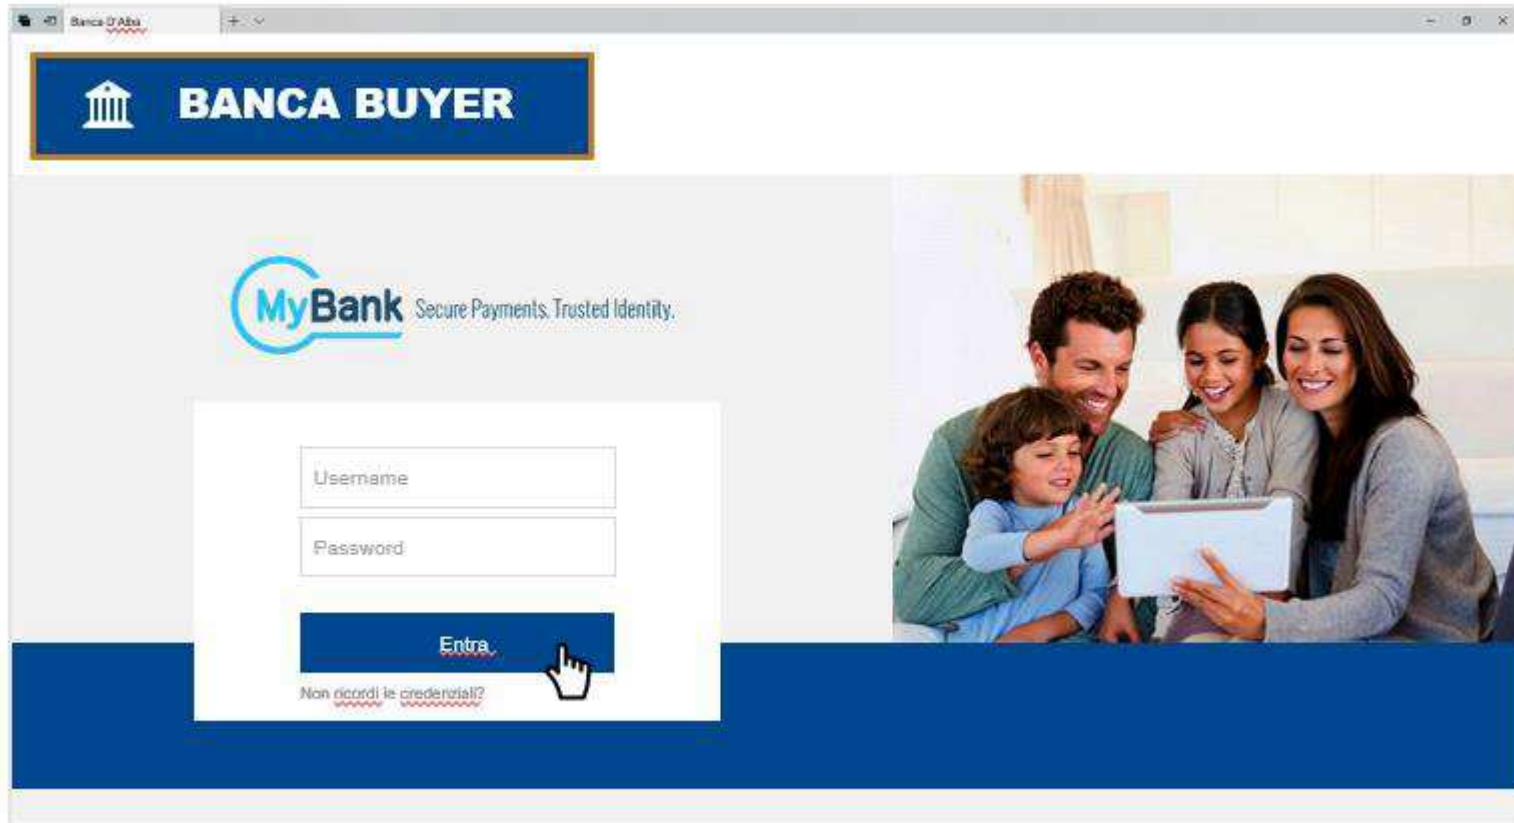 Banca D'Alba
BANCA BUYER
MyBank Secure Payments. Trusted Identity.
Username
Password
Entra
Non ricordi le credenziali?